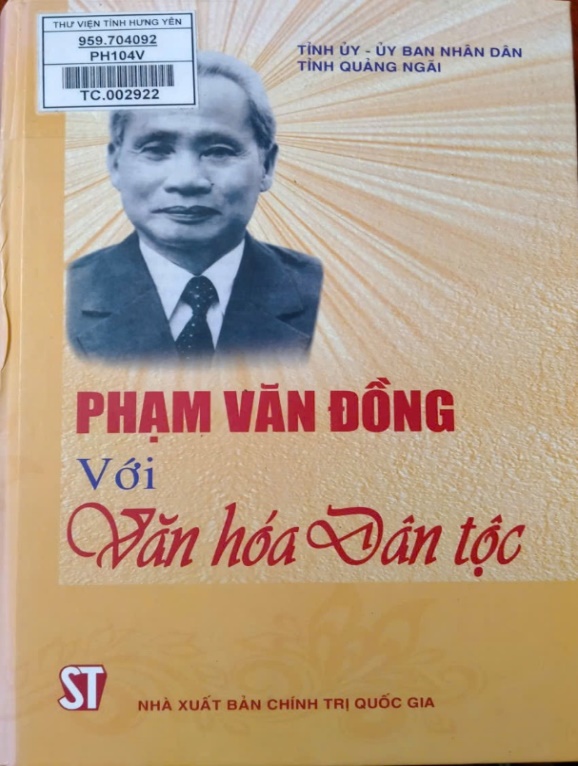 THƯ VIỆN TỈNH HƯNG YÊN
959.704092
PH104V
TC.002922
TỈNH ỦY - ỦY BAN NHÂN DÂN
TỈNH QUẢNG NGÃI
PHẠM VĂN ĐỒNG
Với
Văn hóa Dân tộc
ST
NHÀ XUẤT BẢN CHÍNH TRỊ QUỐC GIA